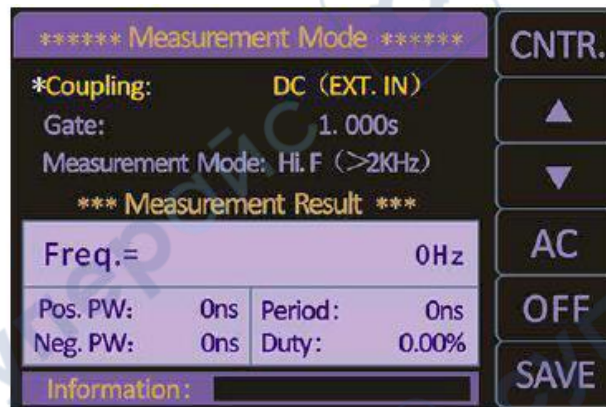 ****** Measurement Mode ******
*Coupling: DC (EXT. IN)
Gate: 1.000s
Measurement Mode: Hi.F (>2KHz)
*** Measurement Result ***
Freq.= 0Hz
Pos. PW: 0ns Period: 0ns
Neg. PW: 0ns Duty: 0.00%
Information:
CNTR.
▲
▼
AC
OFF
SAVE